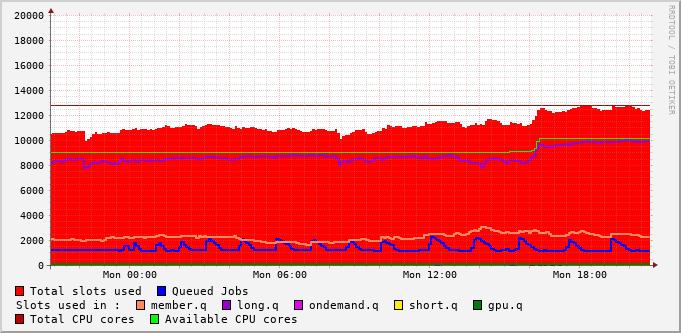 20000
18000
16000
14000
12000
10000
8000
6000
4000
2000
0
Mon 00:00 Mon 06:00 Mon 12:00 Mon 18:00
RRDTOOL / TOBI OETIKER
Total slots used Queued Jobs
Slots used in : member.q long.q ondemand.q short.q gpu.q
Total CPU cores Available CPU cores